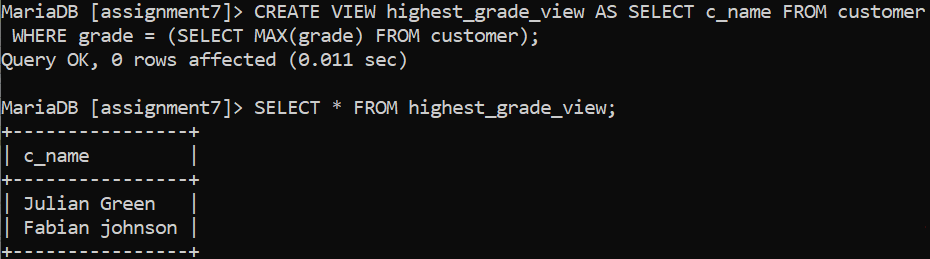 MariaDB [assignment7]> CREATE VIEW highest_grade_view AS SELECT c_name FROM customer
 WHERE grade = (SELECT MAX(grade) FROM customer);
Query OK, 0 rows affected (0.011 sec)

MariaDB [assignment7]> SELECT * FROM highest_grade_view;
+----------------+
| c_name         |
+----------------+
| Julian Green   |
| Fabian johnson |
+----------------+